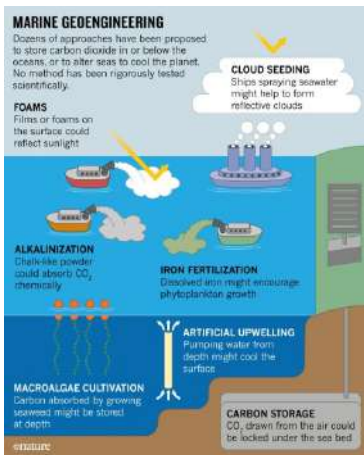 MARINE GEOENGINEERING
Dozens of approaches have been proposed
to store carbon dioxide in or below the
oceans, or to alter seas to cool the planet.
No method has been rigorously tested
scientifically.
CLOUD SEEDING
Ships spraying seawater
might help to form
reflective clouds
FOAMS
Films or foams on
the surface could
reflect sunlight
ALKALINIZATION
Chalk-like powder
could absorb CO₂
chemically
IRON FERTILIZATION
Dissolved iron might encourage
phytoplankton growth
ARTIFICIAL UPWELLING
Pumping water from
depth might cool the
surface
MACROALGAE CULTIVATION
Carbon absorbed by growing
seaweed might be stored
at depth
CARBON STORAGE
CO₂ drawn from the air could
be locked under the sea bed
©nature